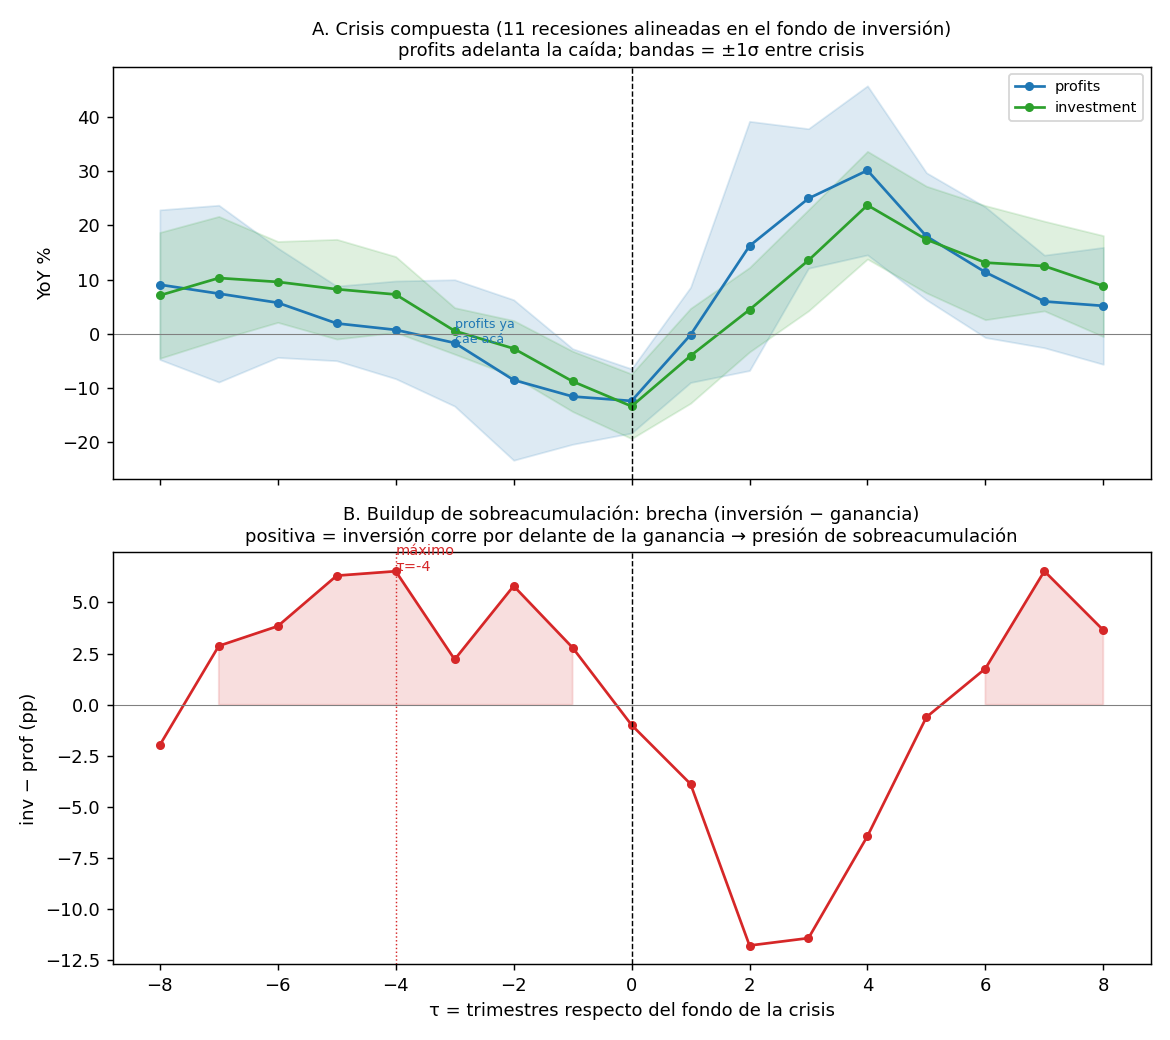 A. Crisis compuesta (11 recesiones alineadas en el fondo de inversión)
profits adelanta la caída; bandas = ±1σ entre crisis
profits
investment
40
30
20
10
0
−10
−20
YoY %
profits ya
cae acá
B. Buildup de sobreacumulación: brecha (inversión − ganancia)
positiva = inversión corre por delante de la ganancia → presión de sobreacumulación
máximo
τ=-4
5.0
2.5
0.0
−2.5
−5.0
−7.5
−10.0
−12.5
inv − prof (pp)
−8 −6 −4 −2 0 2 4 6 8
τ = trimestres respecto del fondo de la crisis